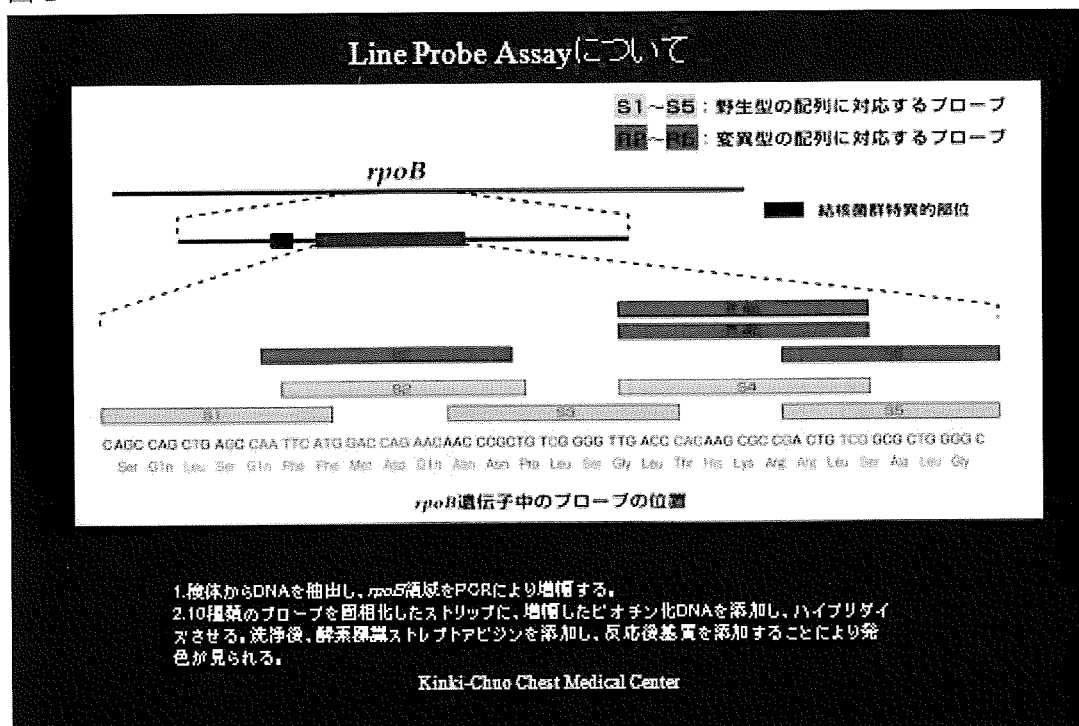 Line Probe Assayについて
S1~S5：野生型の配列に対応するプローブ
R2~R5：変異型の配列に対応するプローブ
rpoB
結核菌群特異的部位
S2
S4
S1
S3
S5
CAGC CAG CTG AGC CAA TTC ATG GAC CAG AACAAC CCGCTG TCG GGG TTG ACC CACAAG CGC CGA CTG TCG GCG CTG GGG C
Ser Gln Leu Ser Gln Phe Phe Met Asp Gln Asn Asn Pro Leu Ser Gly Leu Thr His Lys Arg Arg Leu Ser Ala Leu Gly
rpoB遺伝子中のプローブの位置
1.検体からDNAを抽出し、rpoB領域をPCRにより増幅する。
2.10種類のプローブを固相化したストリップに、増幅したビオチン化DNAを添加し、ハイブリダイ
ズさせる。洗浄後、酵素標識ストレプトアビジンを添加し、反応後基質を添加することにより発
色が見られる。
Kinki-Chuo Chest Medical Center